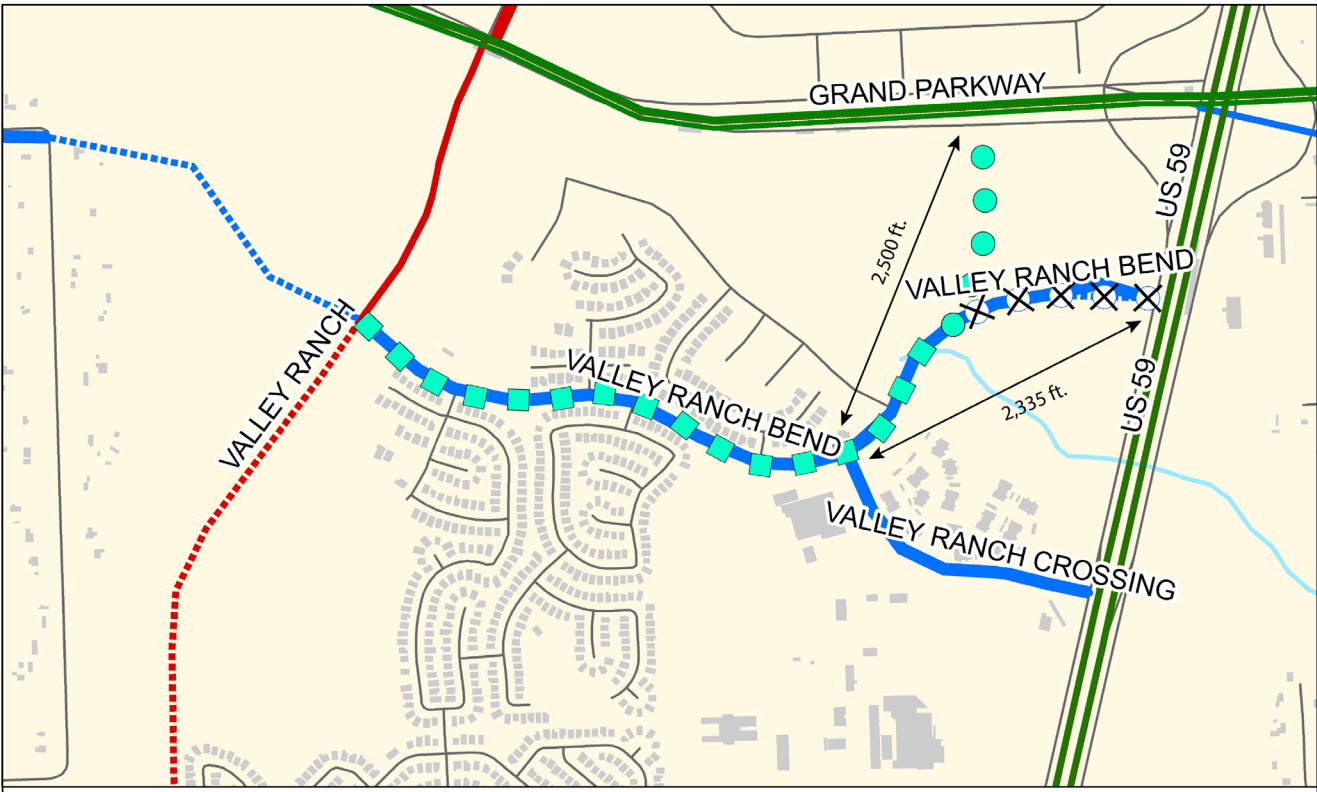 GRAND PARKWAY
US 59
2,500 ft.
VALLEY RANCH BEND
VALLEY RANCH
VALLEY RANCH BEND
2,335 ft.
US 59
VALLEY RANCH CROSSING